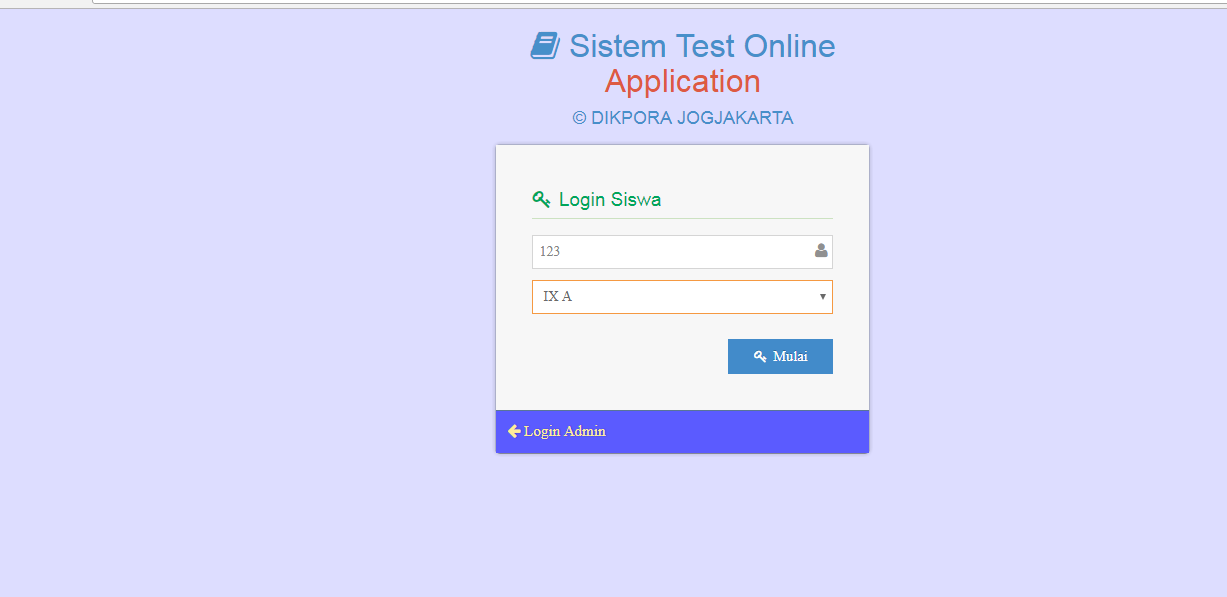 Sistem Test Online
Application
© DIKPORA JOGJAKARTA
Login Siswa
123
IX A
Mulai
Login Admin